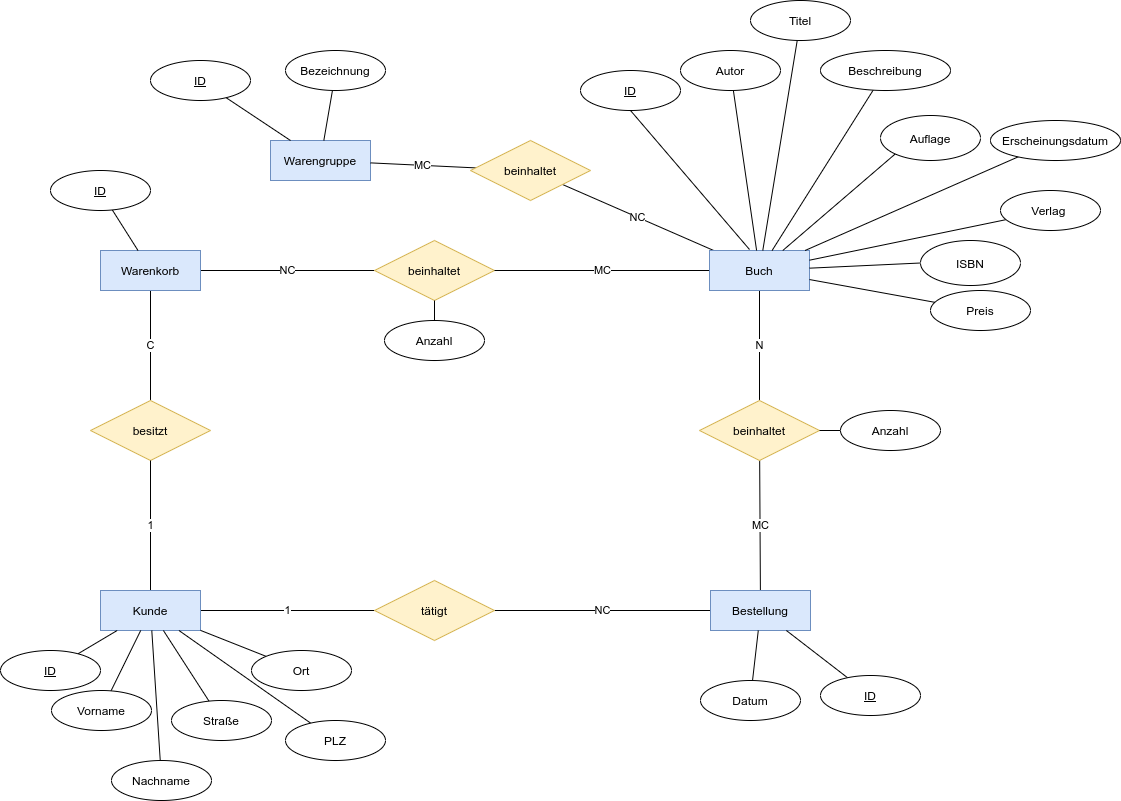 Titel
Bezeichnung
Autor
Beschreibung
ID
ID
Auflage
Erscheinungsdatum
Warengruppe
MC
beinhaltet
ID
NC
Verlag
Warenkorb
NC
beinhaltet
MC
Buch
ISBN
Preis
Anzahl
C
N
besitzt
beinhaltet
Anzahl
1
MC
Kunde
1
tätigt
NC
Bestellung
ID
Ort
Vorname
Straße
Datum
ID
PLZ
Nachname